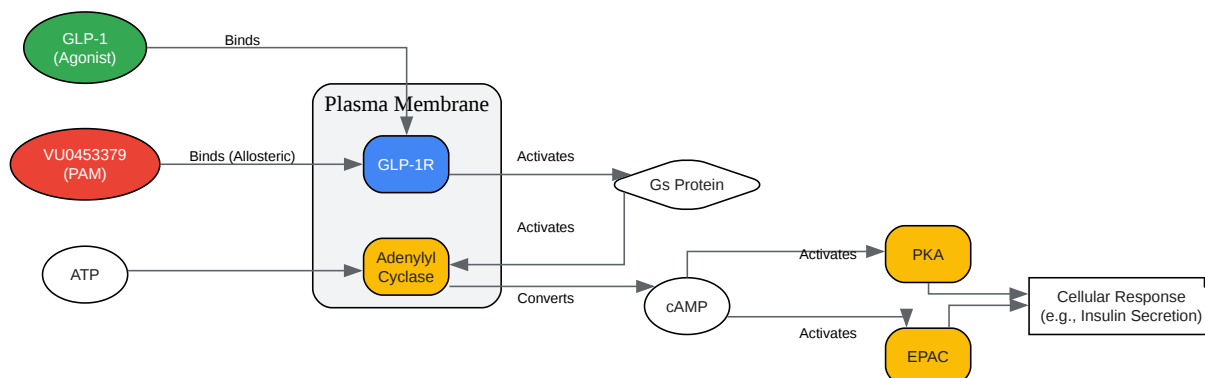 GLP-1
(Agonist)
Binds
Plasma Membrane
VU0453379
(PAM)
Binds (Allosteric)
GLP-1R
Activates
Gs Protein
Activates
ATP
Adenylyl
Cyclase
Converts
cAMP
Activates
PKA
Activates
EPAC
Cellular Response
(e.g., Insulin Secretion)